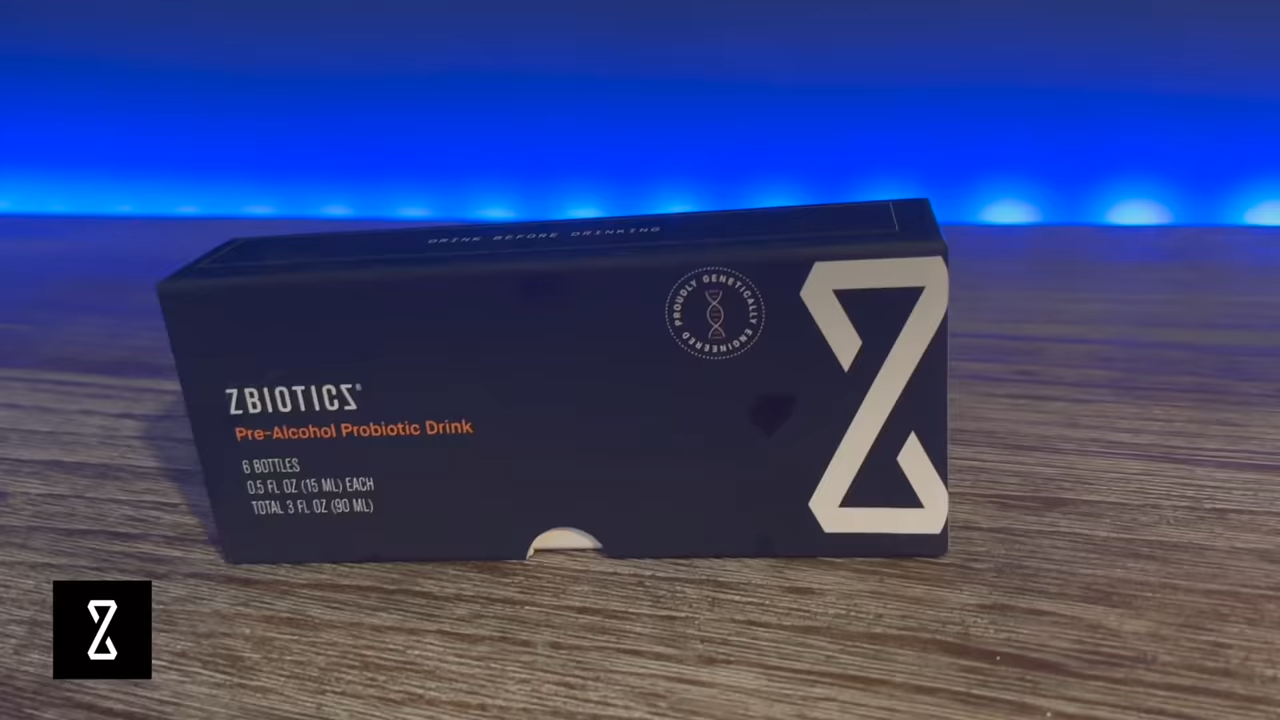 DRINK BEFORE DRINKING
PROUDLY GENETICALLY ENGINEERED
ZBIOTICS®
Pre-Alcohol Probiotic Drink
6 BOTTLES
0.5 FL OZ (15 ML) EACH
TOTAL 3 FL OZ (90 ML)